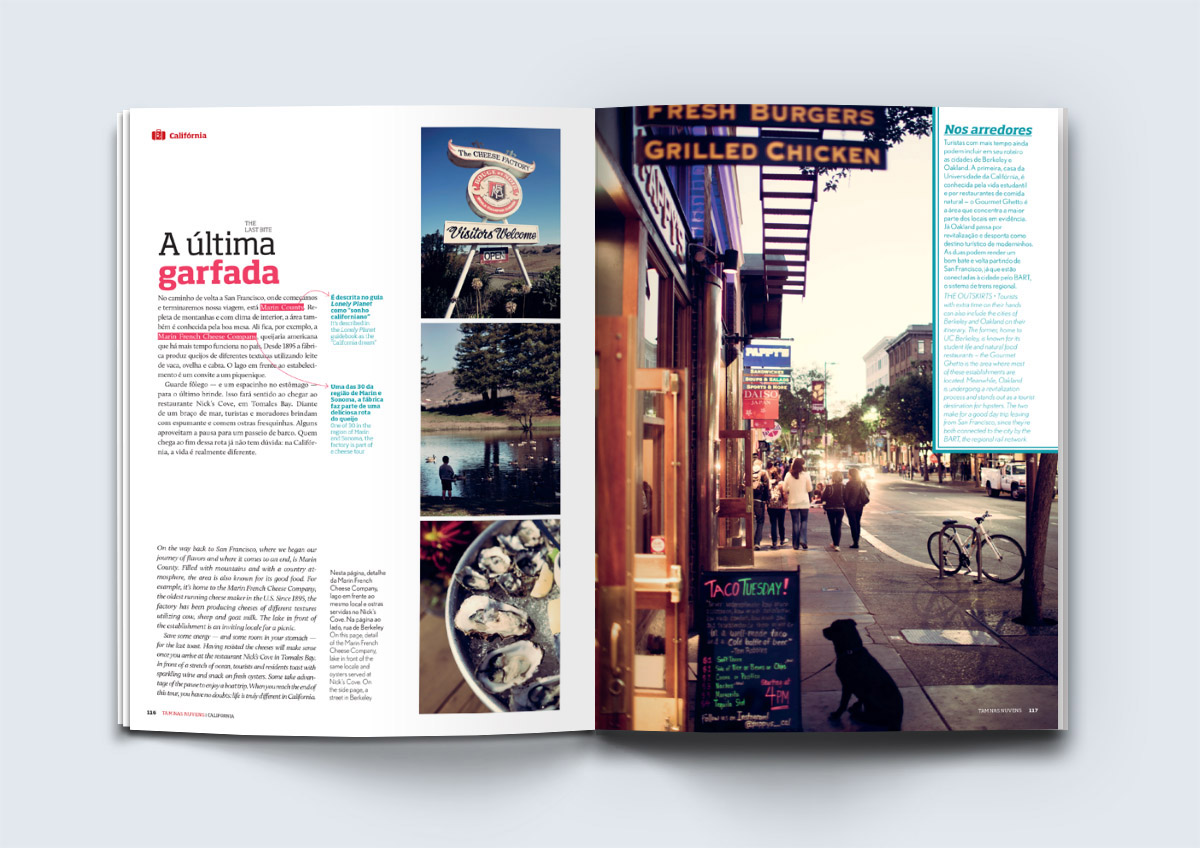 Califórnia
THE
LAST BITE
A última
garfada
No caminho de volta a San Francisco, onde começamos
e terminaremos nossa viagem, está Marin County. Re-
pleta de montanhas e com clima de interior, a área tam-
bém é conhecida pela boa mesa. Ali fica, por exemplo, a
Marin French Cheese Company, queijaria americana
que há mais tempo funciona no país. Desde 1895 a fábri-
ca produz queijos de diferentes texturas utilizando leite
de vaca, ovelha e cabra. O lago em frente ao estabeleci-
mento é um convite a um piquenique.
Guarde fôlego — e um espacinho no estômago —
para o último brinde. Isso fará sentido ao chegar ao
restaurante Nick's Cove, em Tomales Bay. Diante
de um braço de mar, turistas e moradores brindam
com espumante e comem ostras fresquinhas. Alguns
aproveitam a pausa para um passeio de barco. Quem
chega ao fim dessa rota já não tem dúvida: na Califór-
nia, a vida é realmente diferente.
É descrita no guia
Lonely Planet
como "sonho
californiano"
It's described in
the Lonely Planet
guidebook as the
"California dream"
Uma das 30 da
região de Marin e
Sonoma, a fábrica
faz parte de uma
deliciosa rota
do queijo
One of 30 in the
region of Marin
and Sonoma, the
factory is part of
a cheese tour
On the way back to San Francisco, where we began our
journey of flavors and where it comes to an end, is Marin
County. Filled with mountains and with a country at-
mosphere, the area is also known for its good food. For
example, it's home to the Marin French Cheese Company,
the oldest running cheese maker in the U.S. Since 1895, the
factory has been producing cheeses of different textures
utilizing cow, sheep and goat milk. The lake in front of
the establishment is an inviting locale for a picnic.
Save some energy — and some room in your stomach —
for the last toast. Having resisted the cheeses will make sense
once you arrive at the restaurant Nick's Cove in Tomales Bay.
In front of a stretch of ocean, tourists and residents toast with
sparkling wine and snack on fresh oysters. Some take advan-
tage of the pause to enjoy a boat trip. When you reach the end of
this tour, you have no doubts: life is truly different in California.
Nesta página, detalhe
da Marin French
Cheese Company,
lago em frente ao
mesmo local e ostras
servidas no Nick's
Cove. Na página ao
lado, rua de Berkeley
On this page, detail
of the Marin French
Cheese Company,
lake in front of the
same locale and
oysters served at
Nick's Cove. On
the side page, a
street in Berkeley
116 TAM NAS NUVENS | CALIFÓRNIA
The CHEESE FACTORY
Visitors Welcome
OPEN
FRESH BURGERS
GRILLED CHICKEN
SANDWICHES
SOUPS & SALADS
SPORTS & MORE
DAISO
JAPAN
TACO TUESDAY!
Starting at
4PM
Follow us on Instagram!
Nos arredores
Turistas com mais tempo ainda
podem incluir em seu roteiro
as cidades de Berkeley e
Oakland. A primeira, casa da
Universidade da Califórnia, é
conhecida pela vida estudantil
e por restaurantes de comida
natural – o Gourmet Ghetto é
a área que concentra a maior
parte dos locais em evidência.
Já Oakland passa por
revitalização e desponta como
destino turístico de moderninhos.
As duas podem render um
bom bate e volta partindo de
San Francisco, já que estão
conectadas à cidade pelo BART,
o sistema de trens regional.
THE OUTSKIRTS • Tourists
with extra time on their hands
can also include the cities of
Berkeley and Oakland on their
itinerary. The former, home to
UC Berkeley, is known for its
student life and natural food
restaurants – the Gourmet
Ghetto is the area where most
of these establishments are
located. Meanwhile, Oakland
is undergoing a revitalization
process and stands out as a tourist
destination for hipsters. The two
make for a good day trip leaving
from San Francisco, since they're
both connected to the city by the
BART, the regional rail network.
TAM NAS NUVENS 117